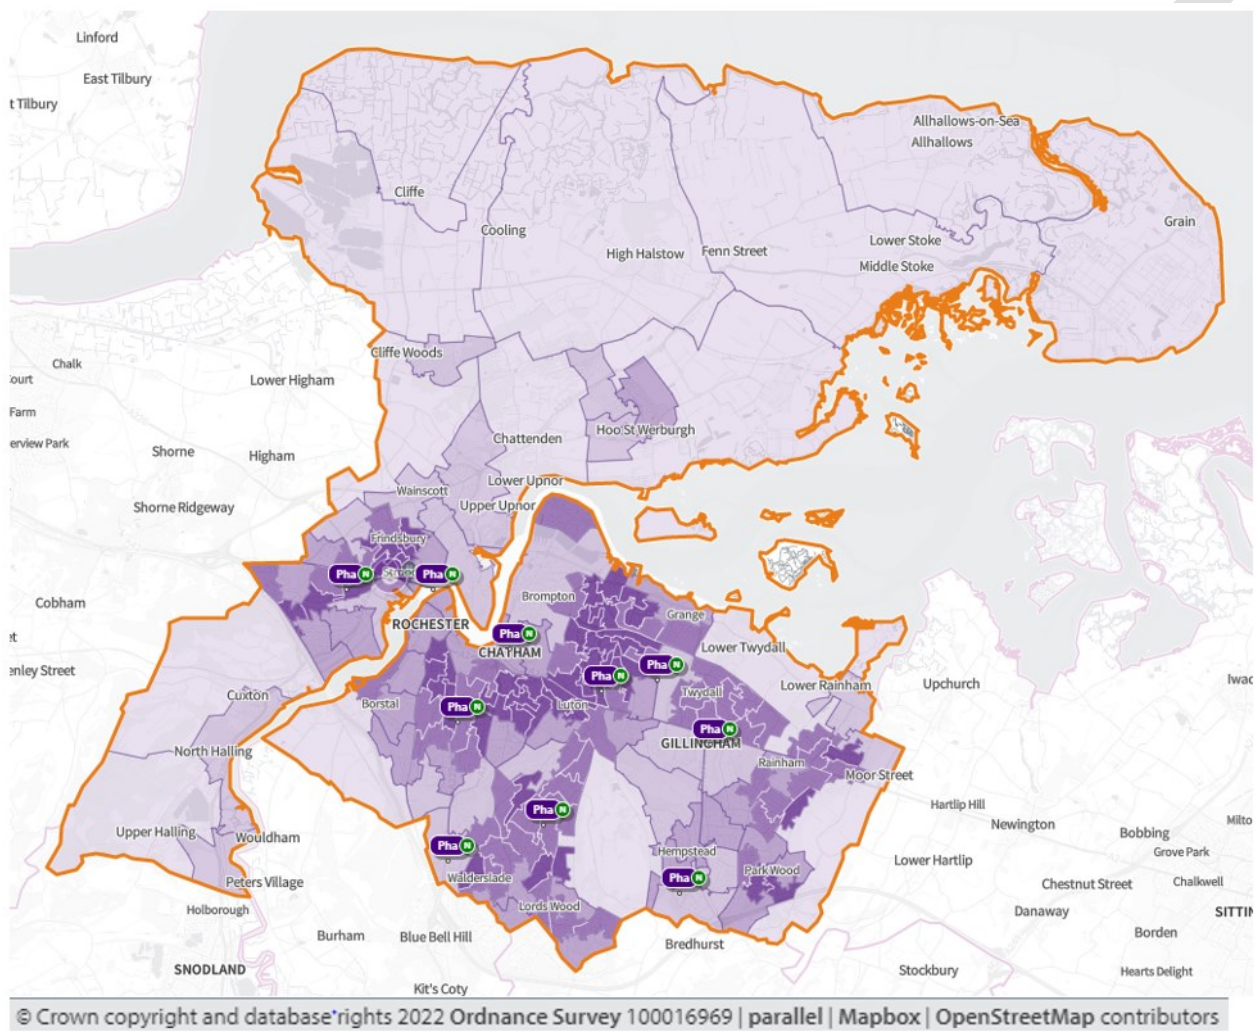 Linford
East Tilbury
t Tilbury
Allhallows-on-Sea
Allhallows
Cliffe
Grain
Cooling
Lower Stoke
High Halstow
Fenn Street
Middle Stoke
Cliffe Woods
Chalk
ourt
Lower Higham
Farm
Hoo St Werburgh
Chattenden
erview Park
Shorne
Higham
Lower Upnor
Wainscott
Upper Upnor
Shorne Ridgeway
Frindsbury
Pha N
Pha N
Brompton
Cobham
Grange
ROCHESTER
Pha N
et
Lower Twydall
CHATHAM
enley Street
Pha N
Pha N
Iwac
Upchurch
Lower Rainham
Cuxton
Twydall
Borstal
Luton
Pha N
Pha N
GILLINGHAM
North Halling
Rainham
Moor Street
Hartlip Hill
Pha N
Milto
Newington
Upper Halling
Bobbing
Wouldham
Pha N
Hempstead
Grove Park
Lower Hartlip
Park Wood
Walderslade
Pha N
Peters Village
Chestnut Street
Chalkwell
Lords Wood
Holborough
Danaway
SITTIN
Burham
Blue Bell Hill
Borden
Bredhurst
SNODLAND
Stockbury
Hearts Delight
Kit's Coty
© Crown copyright and database rights 2022 Ordnance Survey 100016969 | parallel | Mapbox | OpenStreetMap contributors